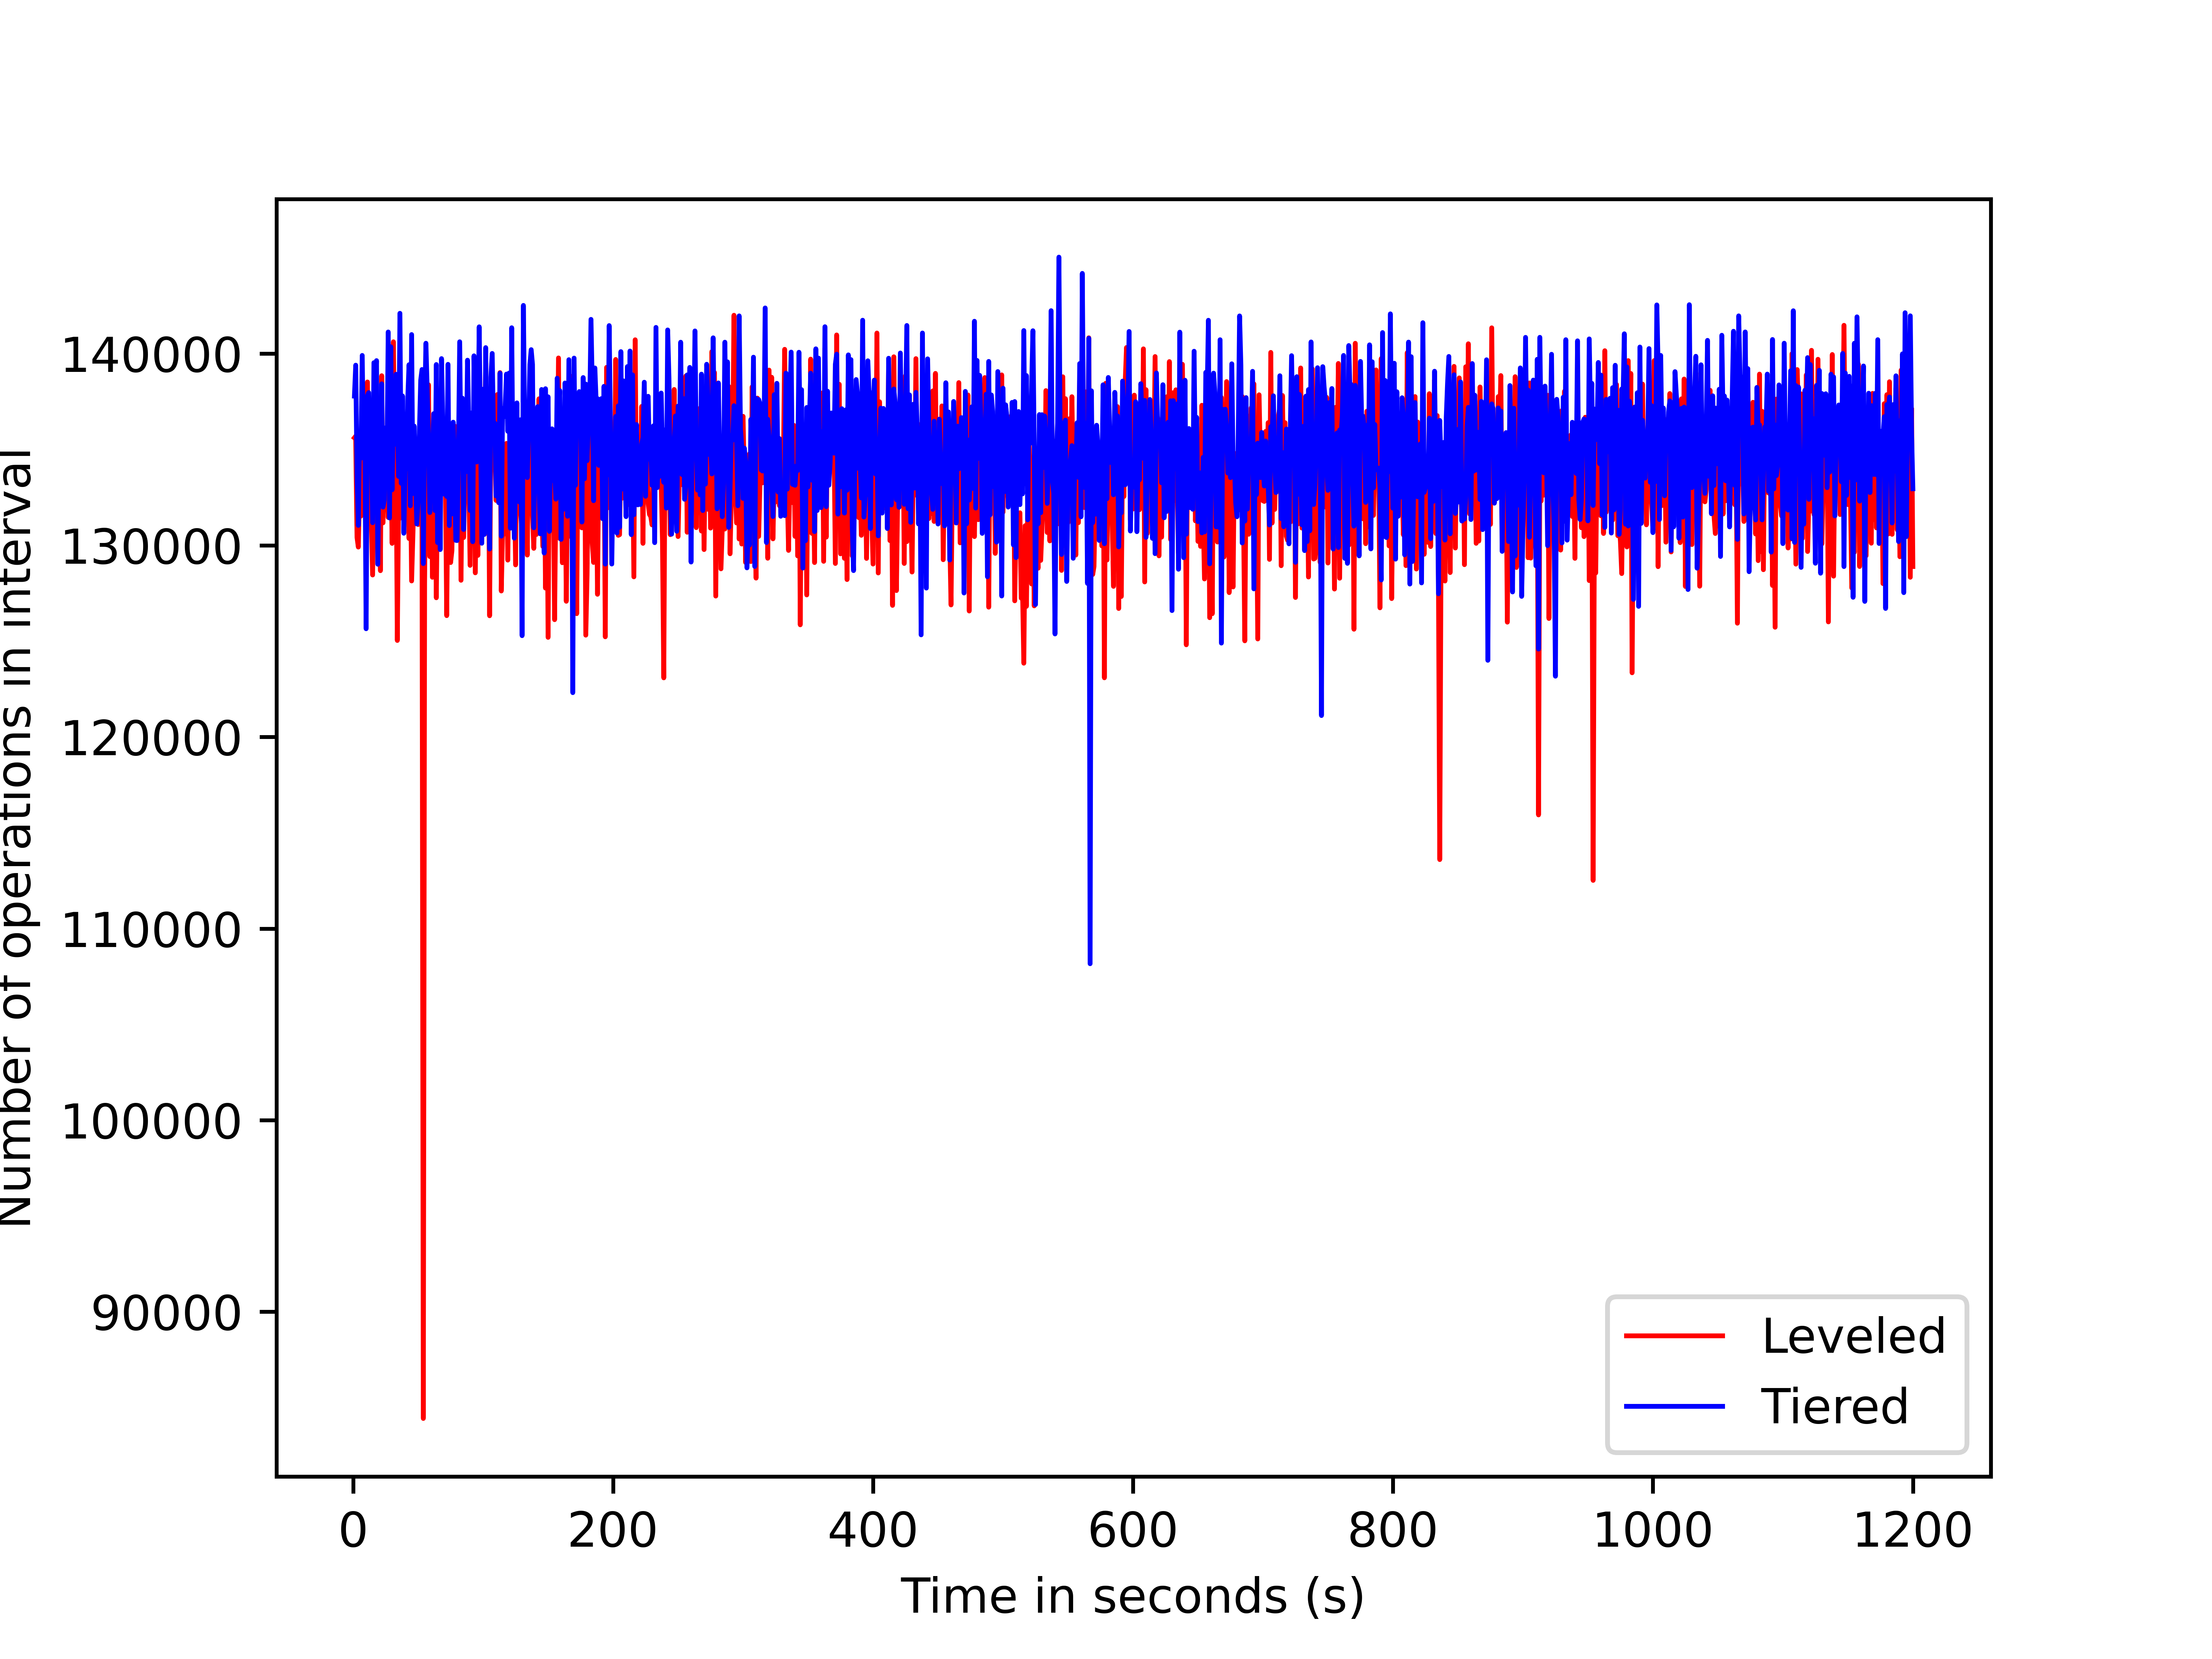 Number of operations in interval
140000
130000
120000
110000
100000
90000
Leveled
Tiered
0 200 400 600 800 1000 1200
Time in seconds (s)